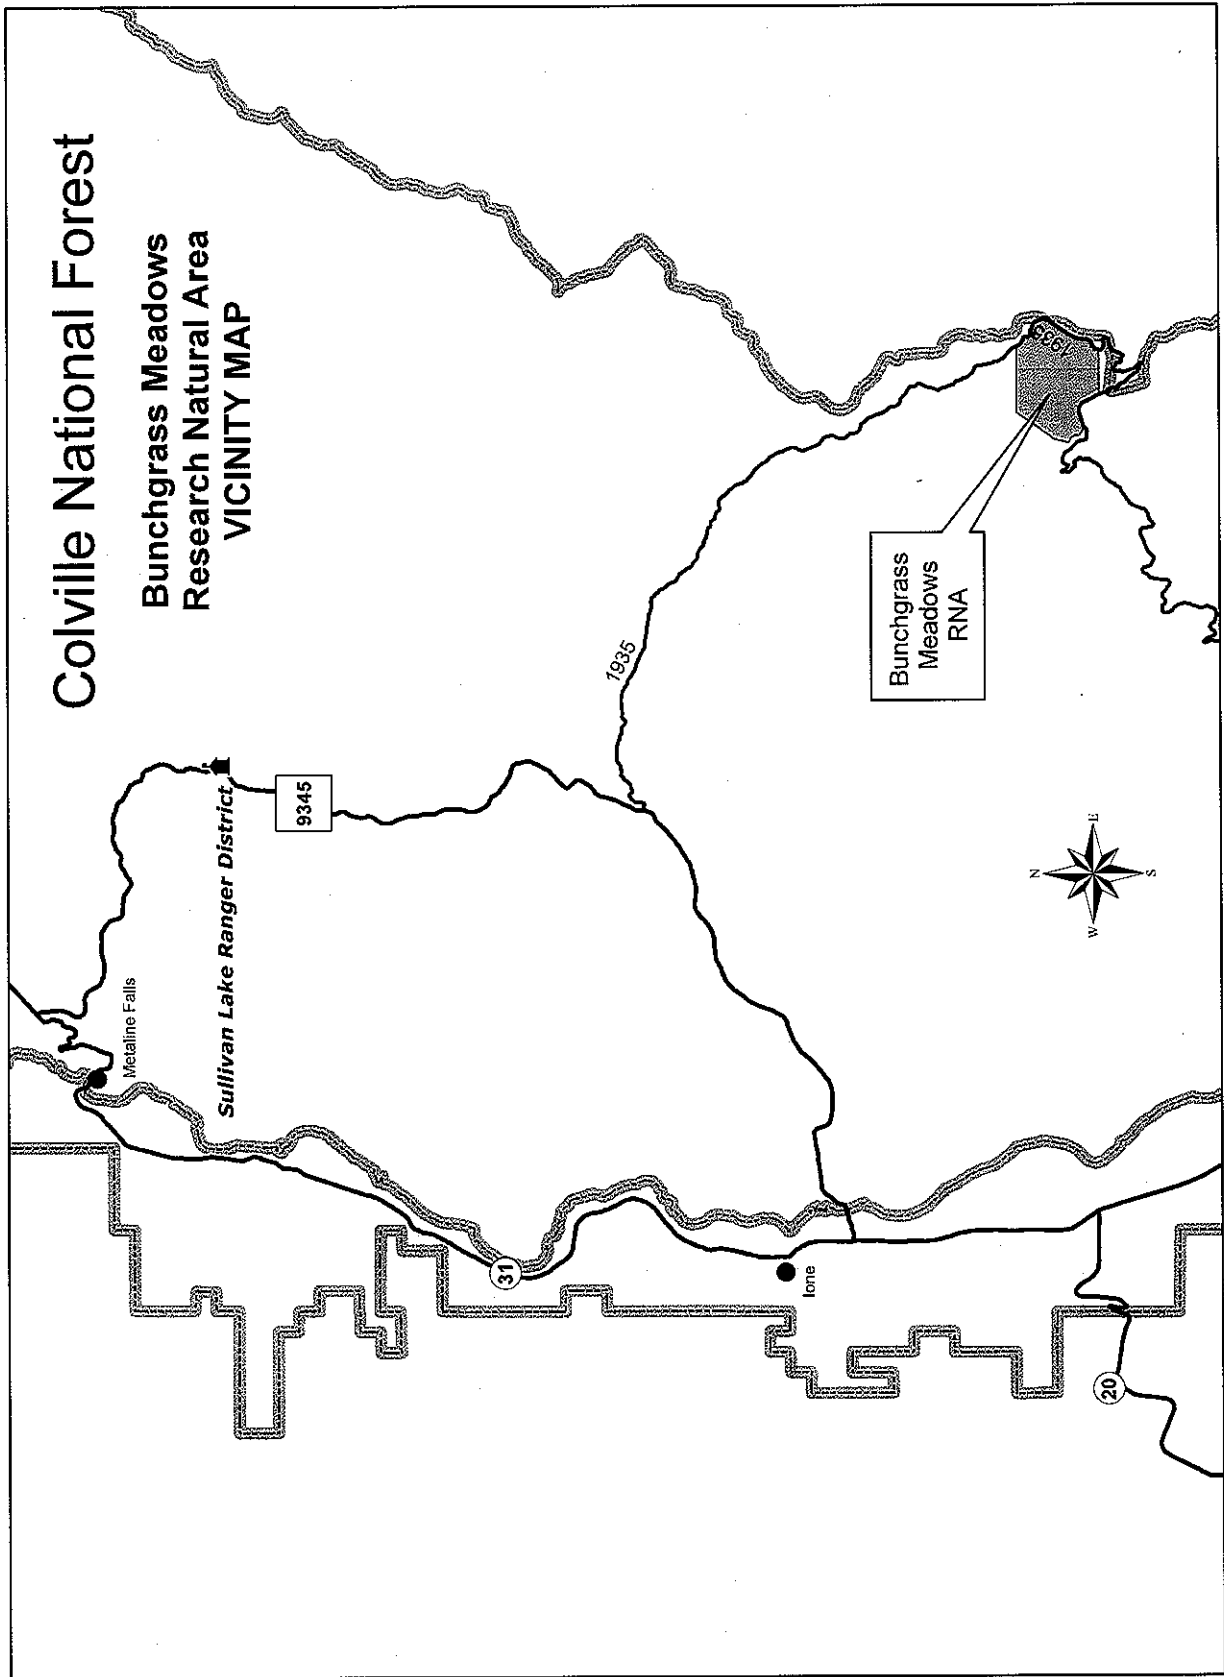 Colville National Forest
Bunchgrass Meadows
Research Natural Area
VICINITY MAP
Metaline Falls
Sullivan Lake Ranger District
9345
31
1935
Ione
Bunchgrass
Meadows
RNA
1935
N
W
E
S
20